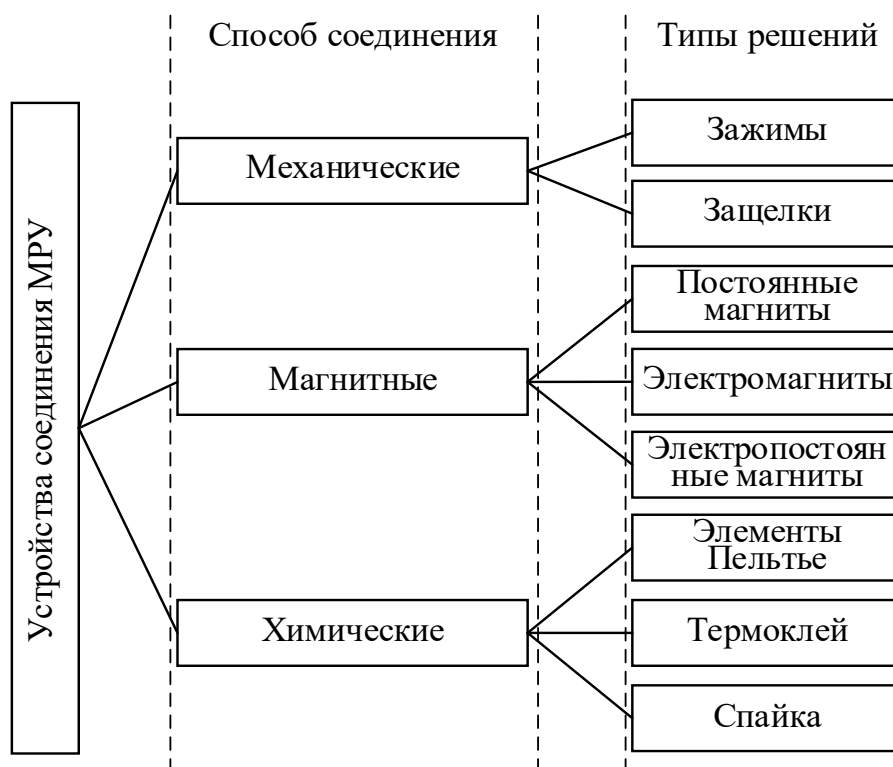 Способ соединения
Типы решений
Устройства соединения МРУ
Механические
Зажимы
Защелки
Магнитные
Постоянные
магниты
Электромагниты
Электропостоян
ные магниты
Химические
Элементы
Пельтье
Термоклей
Спайка